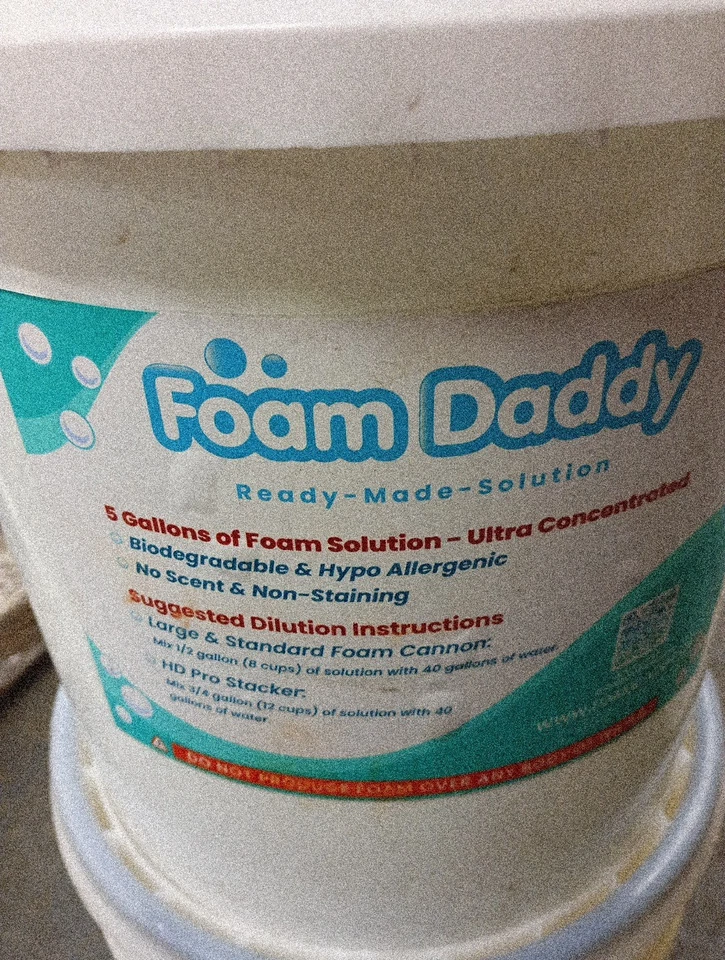 Foam Daddy
Ready-Made-Solution
5 Gallons of Foam Solution – Ultra Concentrated
Biodegradable & Hypo Allergenic
No Scent & Non-Staining
Suggested Dilution Instructions
Large & Standard Foam Cannon:
Mix 1/2 gallon (8 cups) of solution with 40 gallons of water
HD Pro Stacker:
Mix 3/4 gallon (12 cups) of solution with 40
gallons of water
DO NOT PRODUCE FOAM OVER ANY BODY OF